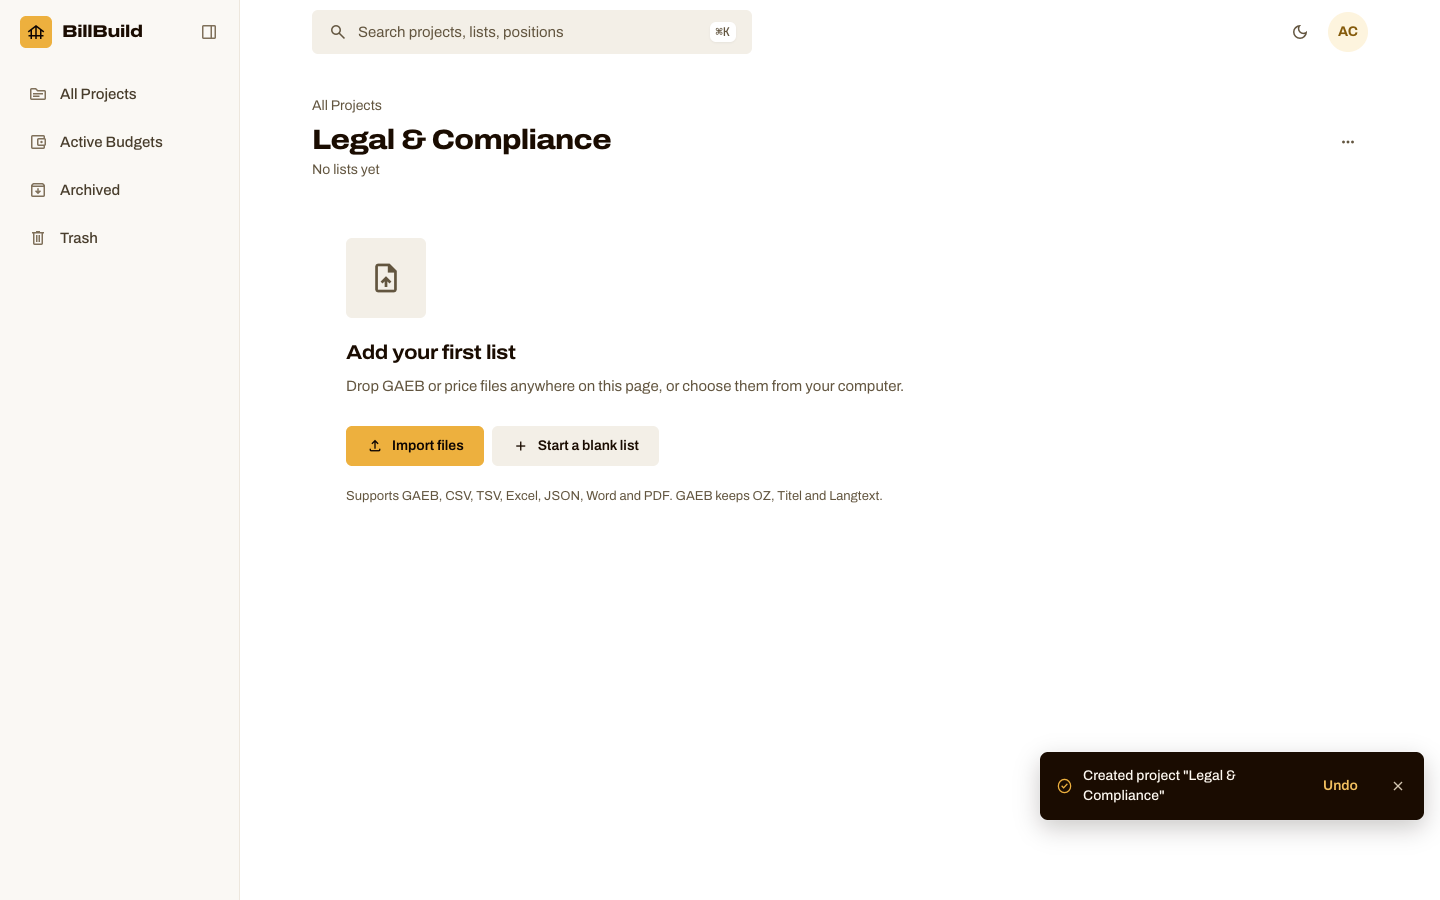 BillBuild
Search projects, lists, positions
⌘K
AC
All Projects
Active Budgets
Archived
Trash
All Projects
Legal & Compliance
No lists yet
Add your first list
Drop GAEB or price files anywhere on this page, or choose them from your computer.
Import files
Start a blank list
Supports GAEB, CSV, TSV, Excel, JSON, Word and PDF. GAEB keeps OZ, Titel and Langtext.
Created project "Legal &
Compliance"
Undo